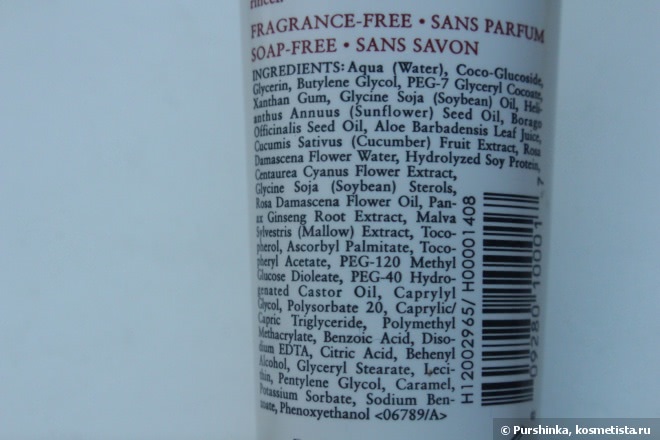 FRAGRANCE-FREE • SANS PARFUM
SOAP-FREE • SANS SAVON
INGREDIENTS: Aqua (Water), Coco-Glucoside,
Glycerin, Butylene Glycol, PEG-7 Glyceryl Cocoate,
Xanthan Gum, Glycine Soja (Soybean) Oil, Heli-
anthus Annuus (Sunflower) Seed Oil, Borago
Officinalis Seed Oil, Aloe Barbadensis Leaf Juice,
Cucumis Sativus (Cucumber) Fruit Extract, Rosa
Damascena Flower Water, Hydrolyzed Soy Protein,
Centaurea Cyanus Flower Extract,
Glycine Soja (Soybean) Sterols,
Rosa Damascena Flower Oil, Pan-
ax Ginseng Root Extract, Malva
Sylvestris (Mallow) Extract, Toco-
pherol, Ascorbyl Palmitate, Toco-
pheryl Acetate, PEG-120 Methyl
Glucose Dioleate, PEG-40 Hydro-
genated Castor Oil, Caprylyl
Glycol, Polysorbate 20, Caprylic/
Capric Triglyceride, Polymethyl
Methacrylate, Benzoic Acid, Diso-
dium EDTA, Citric Acid, Behenyl
Alcohol, Glyceryl Stearate, Leci-
thin, Pentylene Glycol, Caramel,
Potassium Sorbate, Sodium Ben-
zoate, Phenoxyethanol <06789/A>
H12002965/ H00001408
09280 10001 7
© Purshinka, kosmetista.ru